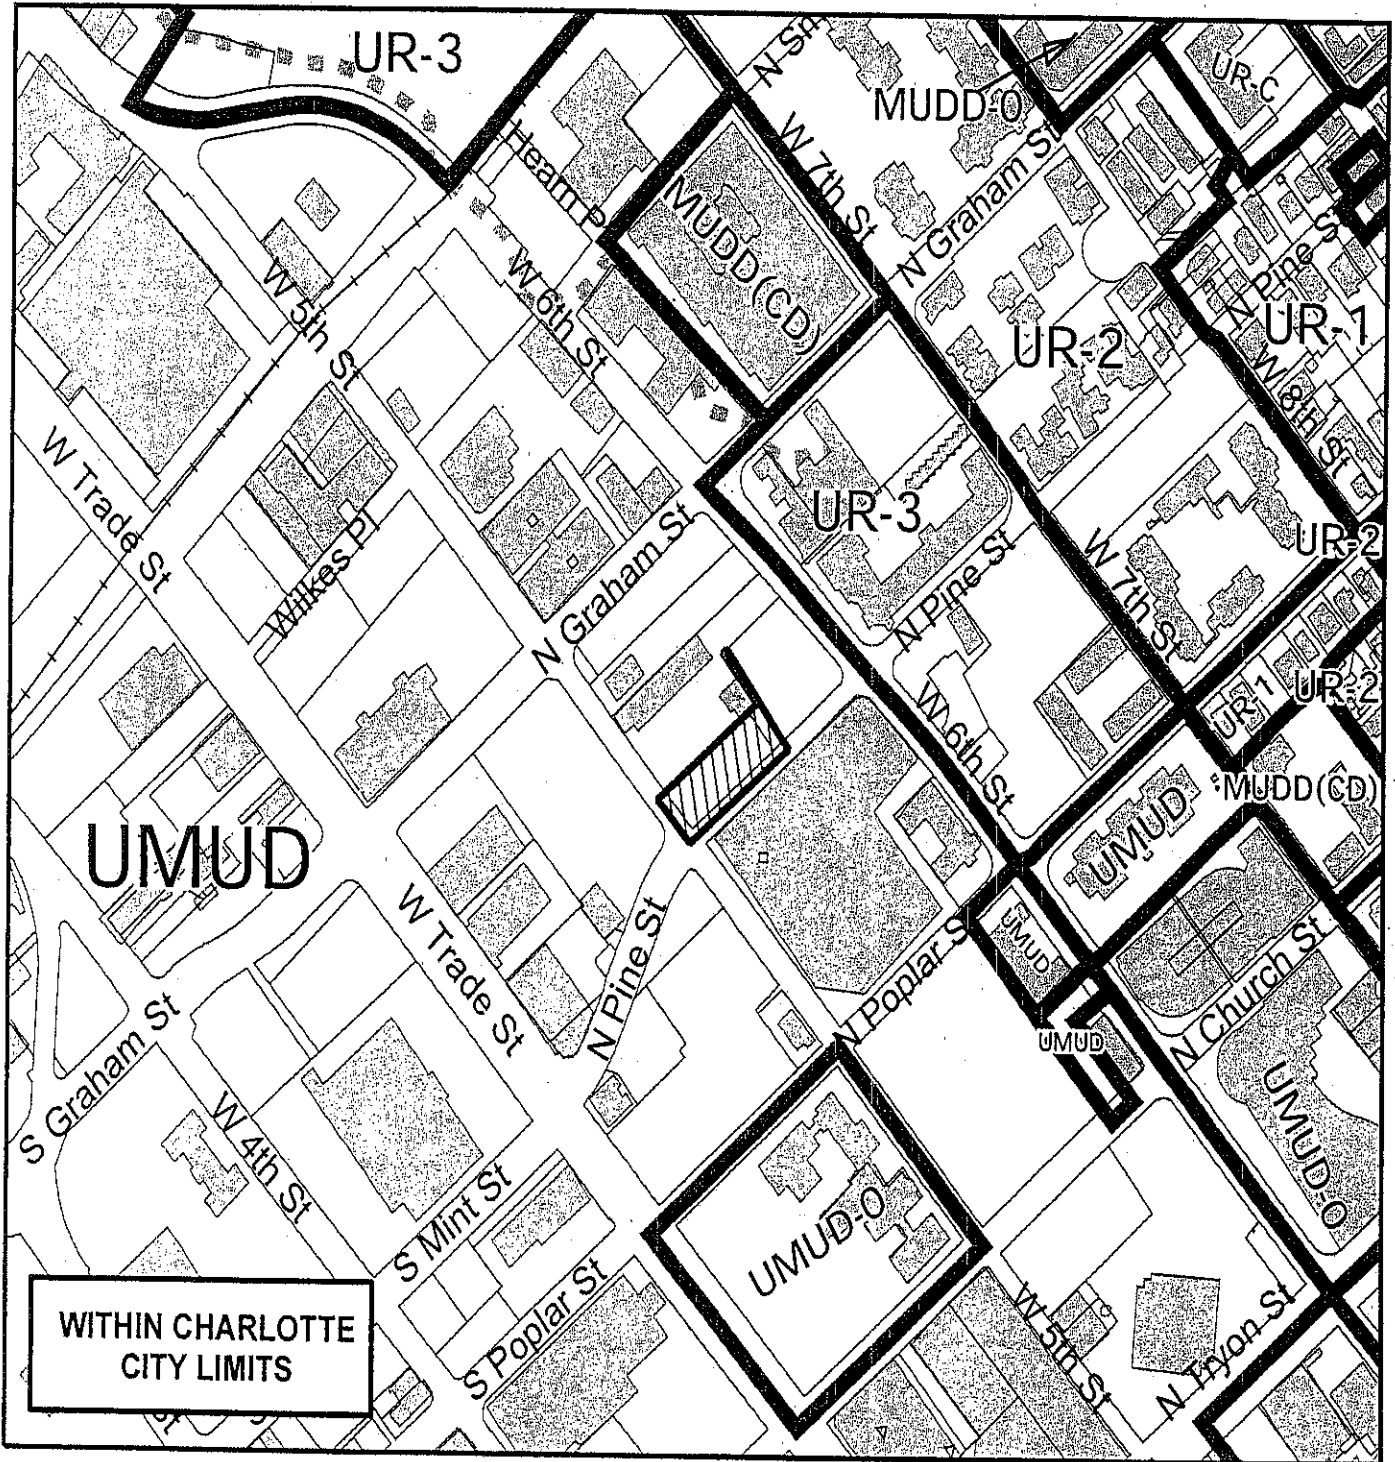 UR-3
N Sm
MUDD-O
UR-C
Hearn P
W 7th St
MUDD(CD)
N Graham St
N Pine S
UR-1
UR-2
W 5th St
W 6th St
W 8th St
W Trade St
Wilkes Pl
UR-3
N Graham St
N Pine St
W 7th St
UR-2
UR-2
UR-1
W 6th St
MUDD(CD)
UMUD
UMUD
W Trade St
N Pine St
N Poplar S
UMUD
N Church St
UMUD
S Graham St
W 4th St
UMUD-O
UMUD-O
S Mint St
S Poplar St
W 5th St
N Tryon St
WITHIN CHARLOTTE
CITY LIMITS
St